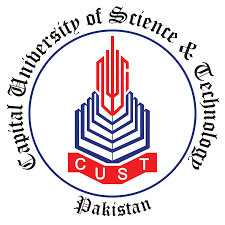 Capital University of Science & Technology
CUST
Pakistan